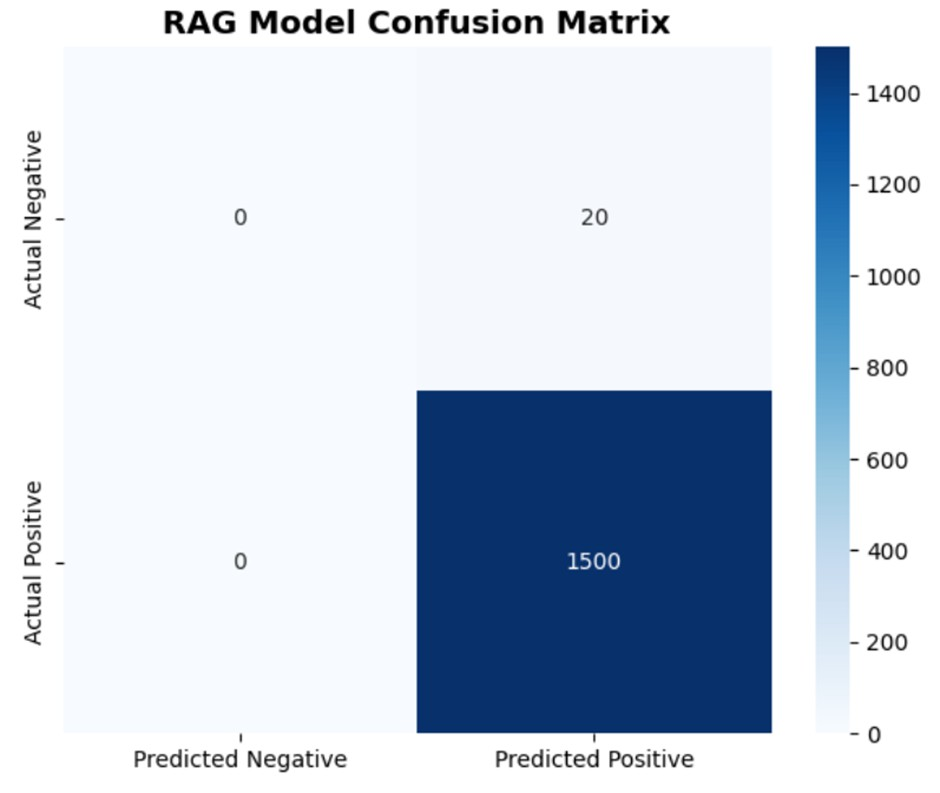 RAG Model Confusion Matrix
Actual Negative
0
20
Actual Positive
0
1500
Predicted Negative
Predicted Positive
1400
1200
1000
800
600
400
200
0